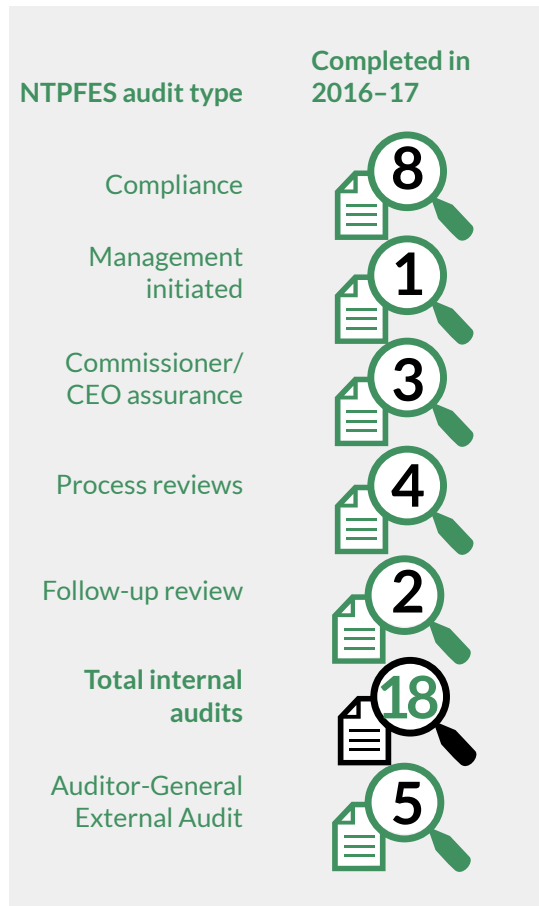 NTPFES audit type
Completed in
2016–17
Compliance
8
Management
initiated
1
Commissioner/
CEO assurance
3
Process reviews
4
Follow-up review
2
Total internal
audits
18
Auditor-General
External Audit
5